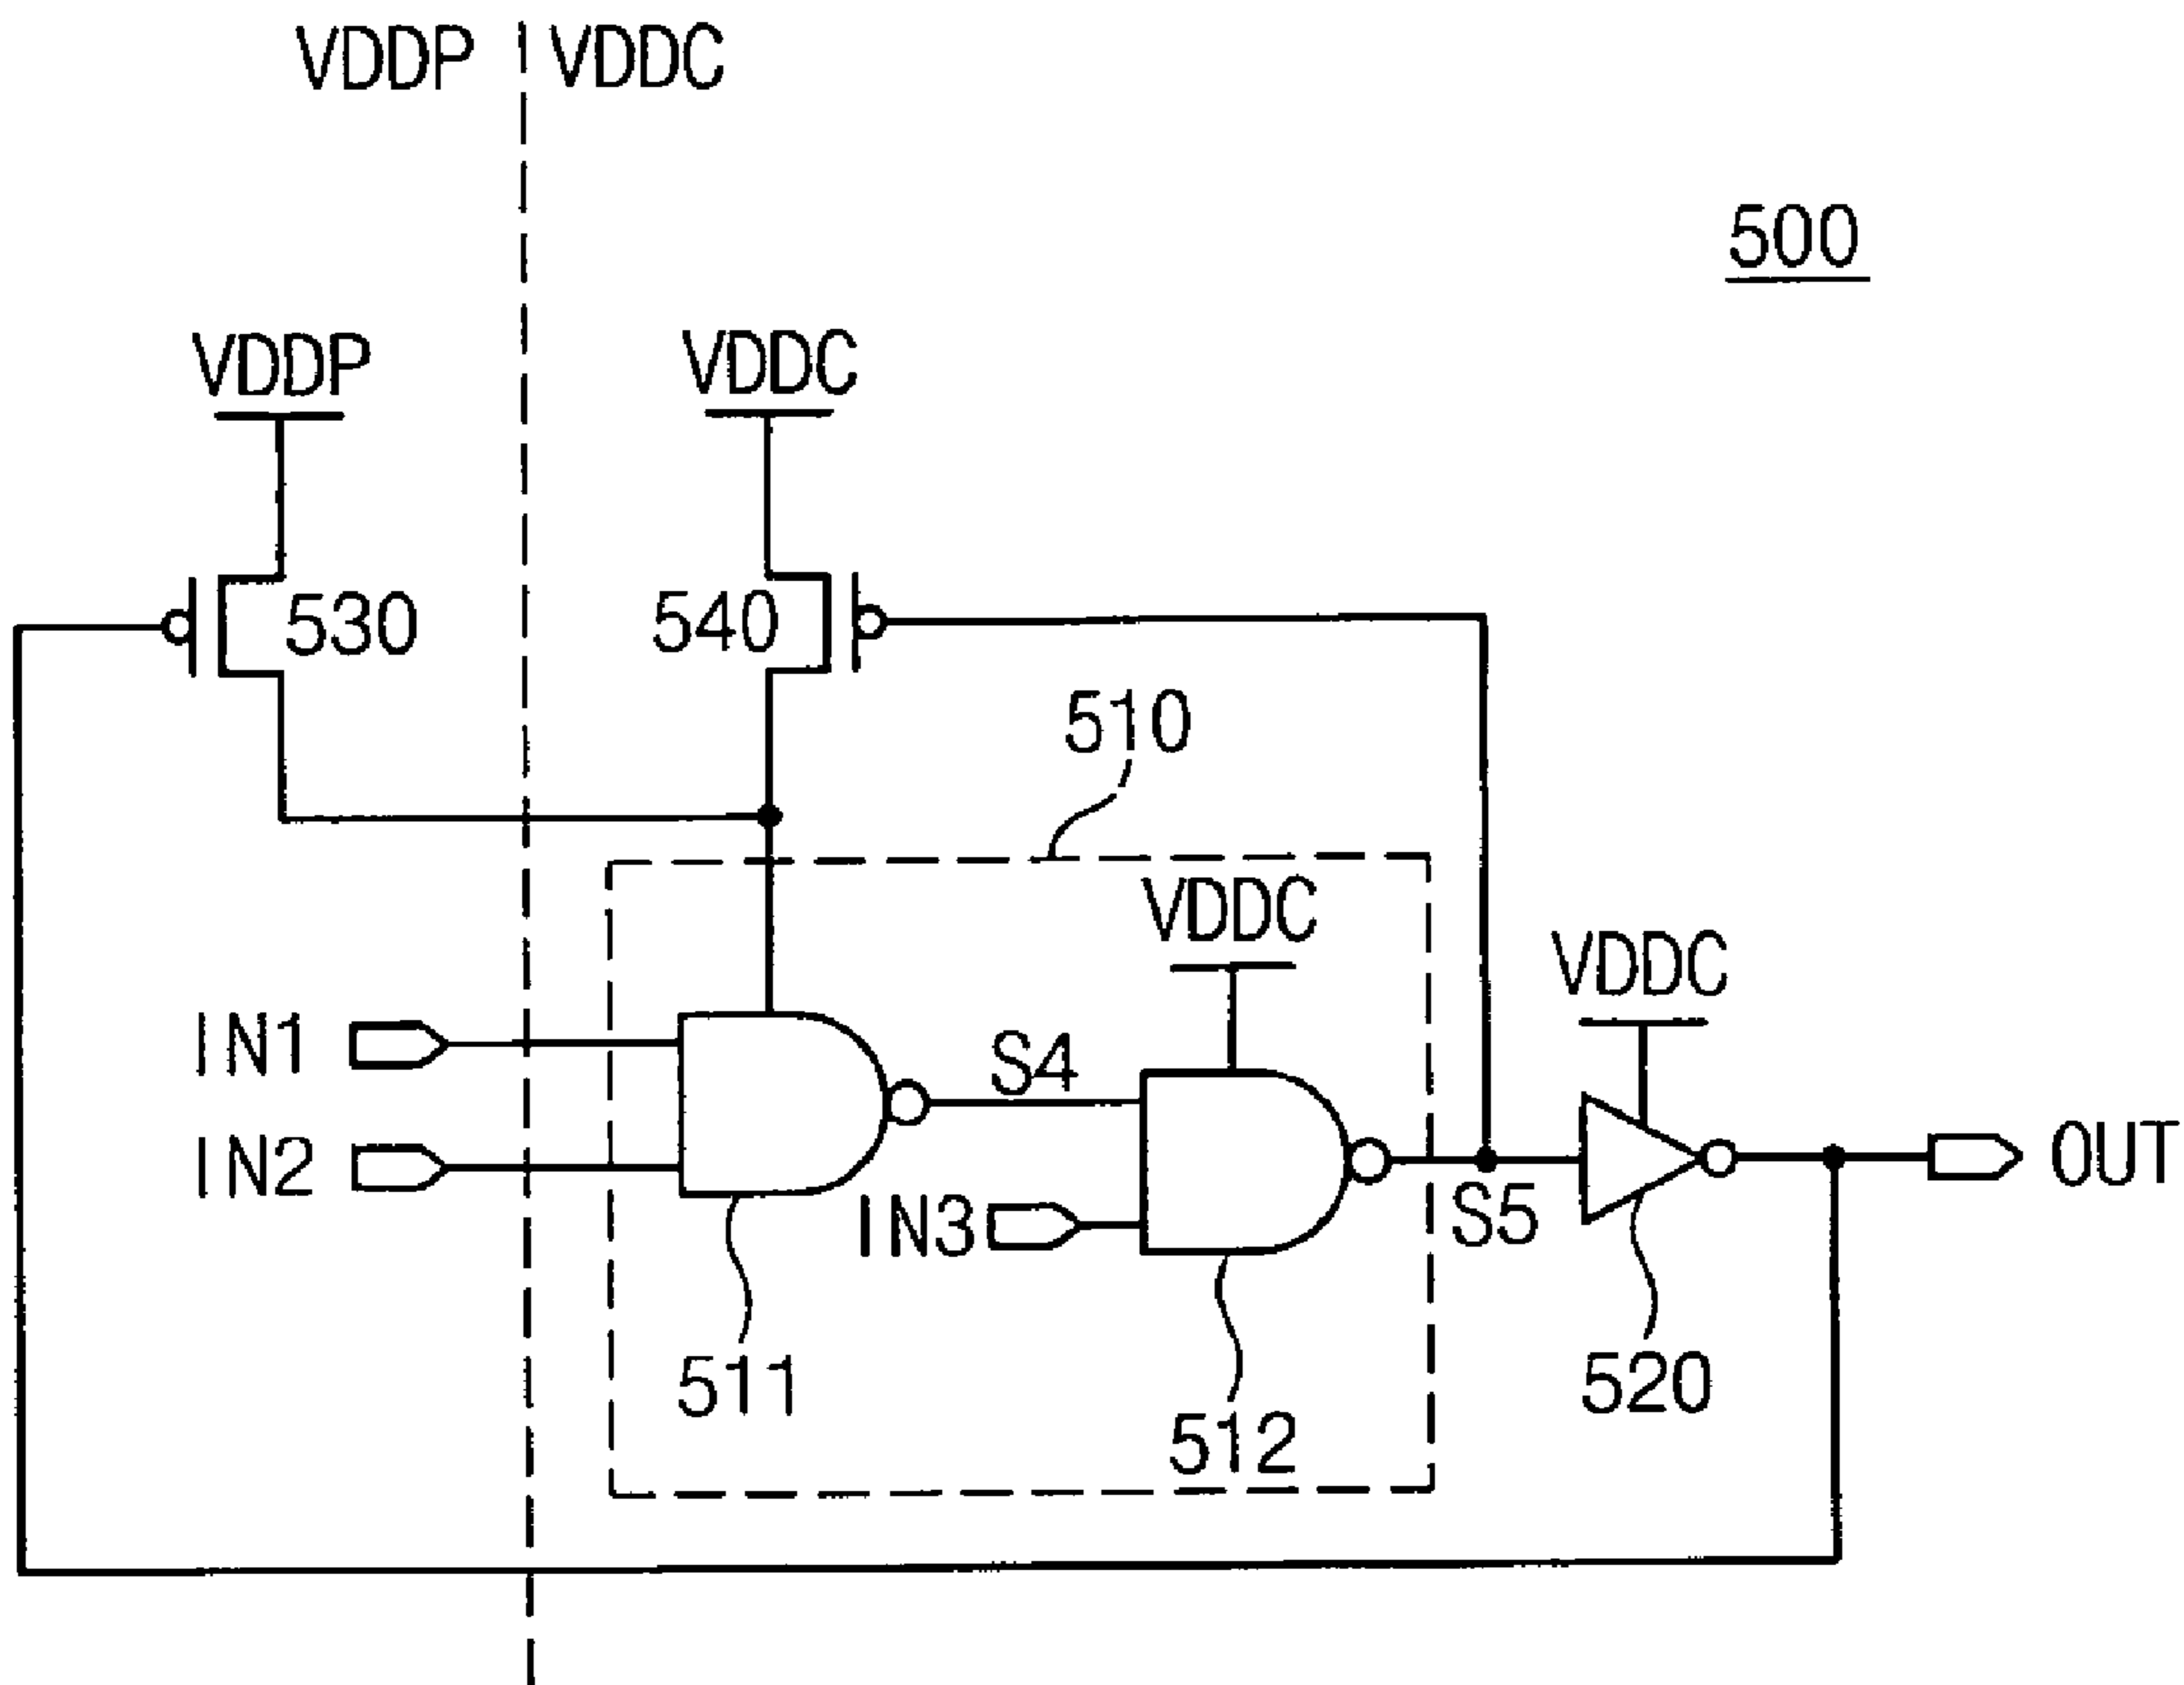 VDDP VDDC
500
VDDP VDDC
530 540
510
VDDC
VDDC
IN1
S4
IN2
OUT
IN3
S5
511
520
512